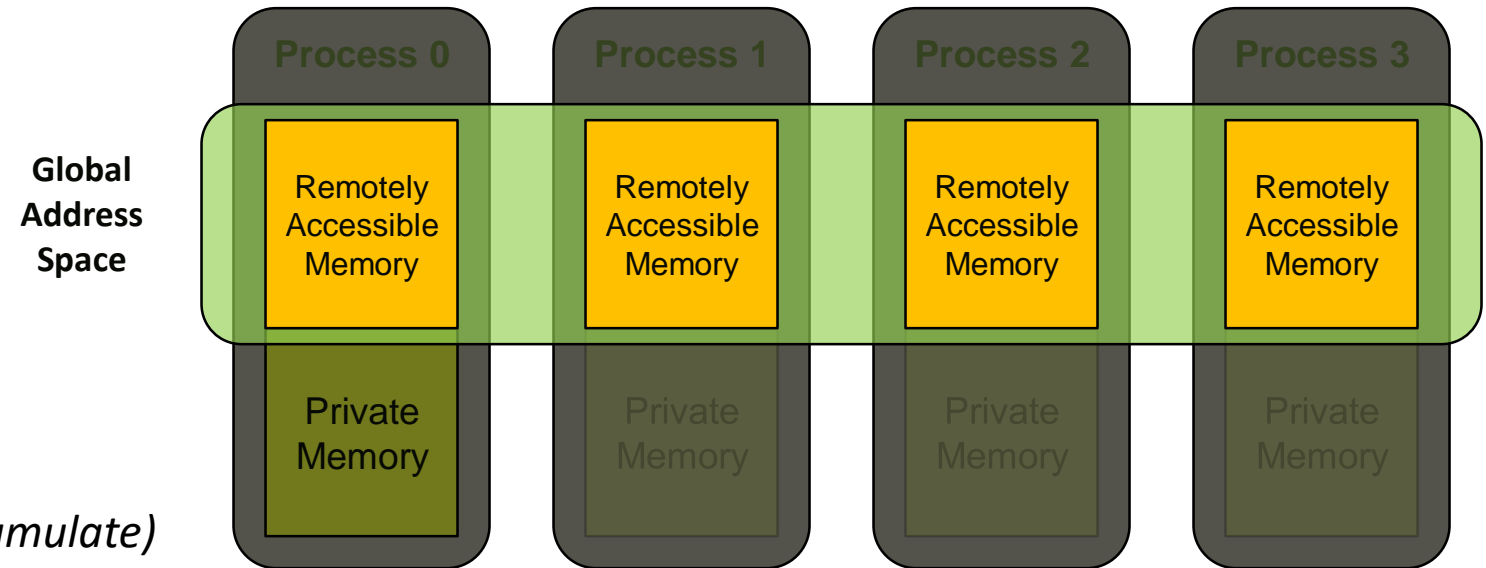 Process 0
Process 1
Process 2
Process 3
Global
Address
Space
Remotely
Accessible
Memory
Remotely
Accessible
Memory
Remotely
Accessible
Memory
Remotely
Accessible
Memory
Private
Memory
Private
Memory
Private
Memory
Private
Memory
umulate)